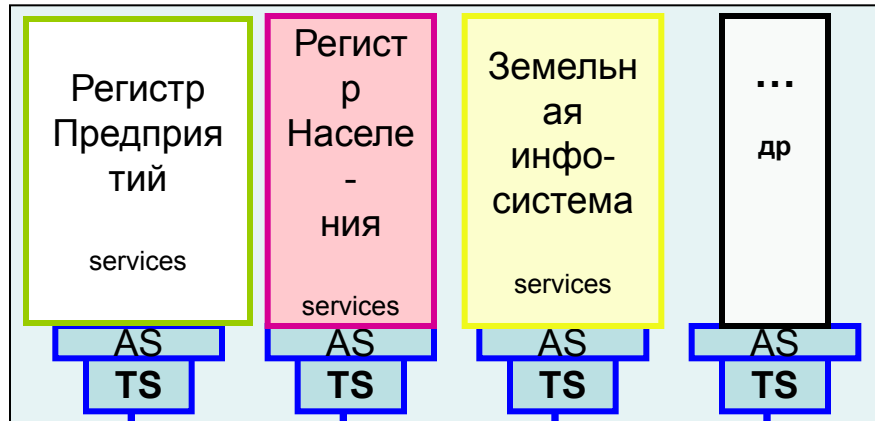 Регистр
Предприя
тий
services
Регист
р
Населе
-
ния
services
Земельн
ая
инфо-
система
services
...
др
AS
AS
AS
AS
TS
TS
TS
TS